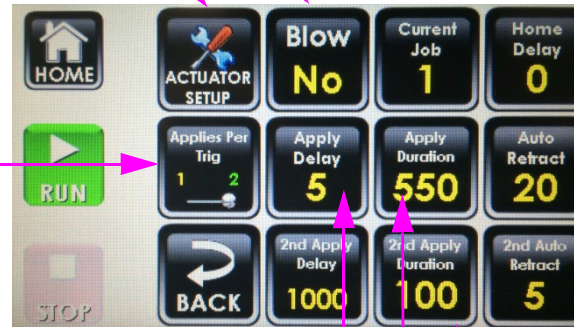 HOME
ACTUATOR
SETUP
Blow
No
Current
Job
1
Home
Delay
0
RUN
Applies Per
Trig
1 2
Apply
Delay
5
Apply
Duration
550
Auto
Retract
20
STOP
BACK
2nd Apply
Delay
1000
2nd Apply
Duration
100
2nd Auto
Retract
5